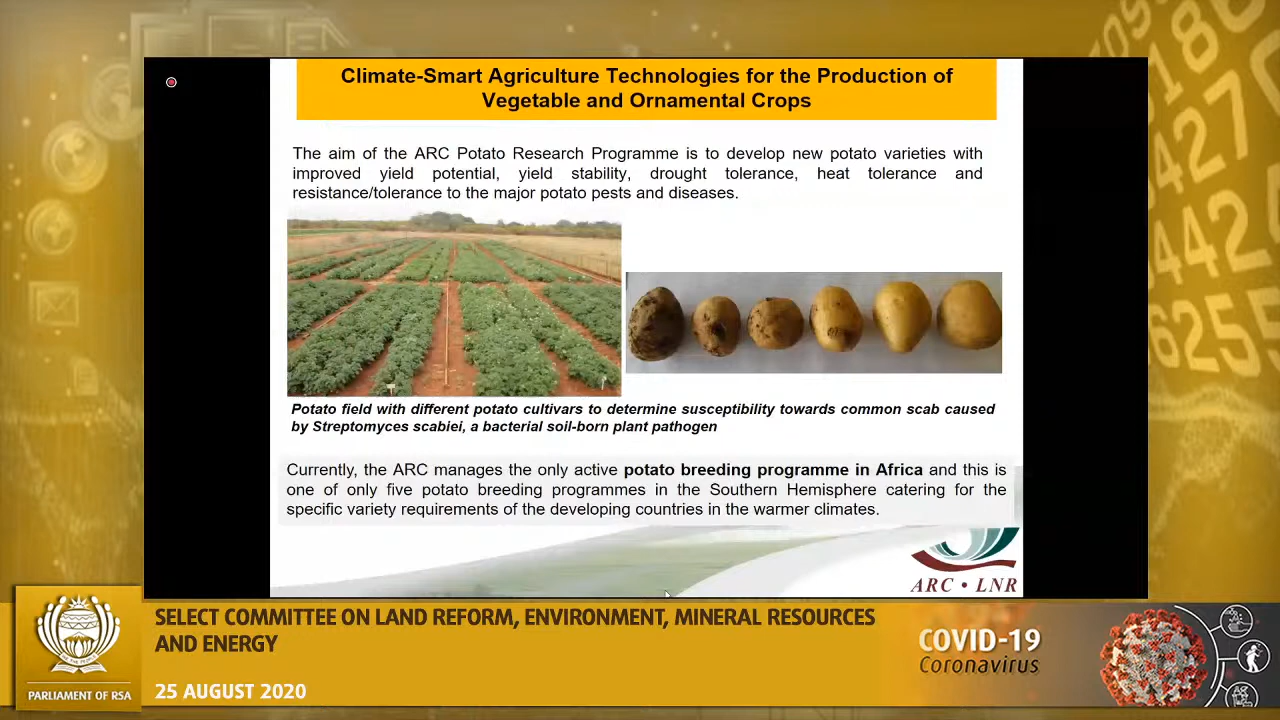 Climate-Smart Agriculture Technologies for the Production of
Vegetable and Ornamental Crops
The aim of the ARC Potato Research Programme is to develop new potato varieties with
improved yield potential, yield stability, drought tolerance, heat tolerance and
resistance/tolerance to the major potato pests and diseases.
Potato field with different potato cultivars to determine susceptibility towards common scab caused
by Streptomyces scabiei, a bacterial soil-born plant pathogen
Currently, the ARC manages the only active potato breeding programme in Africa and this is
one of only five potato breeding programmes in the Southern Hemisphere catering for the
specific variety requirements of the developing countries in the warmer climates.
ARC • LNR
SELECT COMMITTEE ON LAND REFORM, ENVIRONMENT, MINERAL RESOURCES
AND ENERGY
25 AUGUST 2020
PARLIAMENT OF RSA
COVID-19
Coronavirus